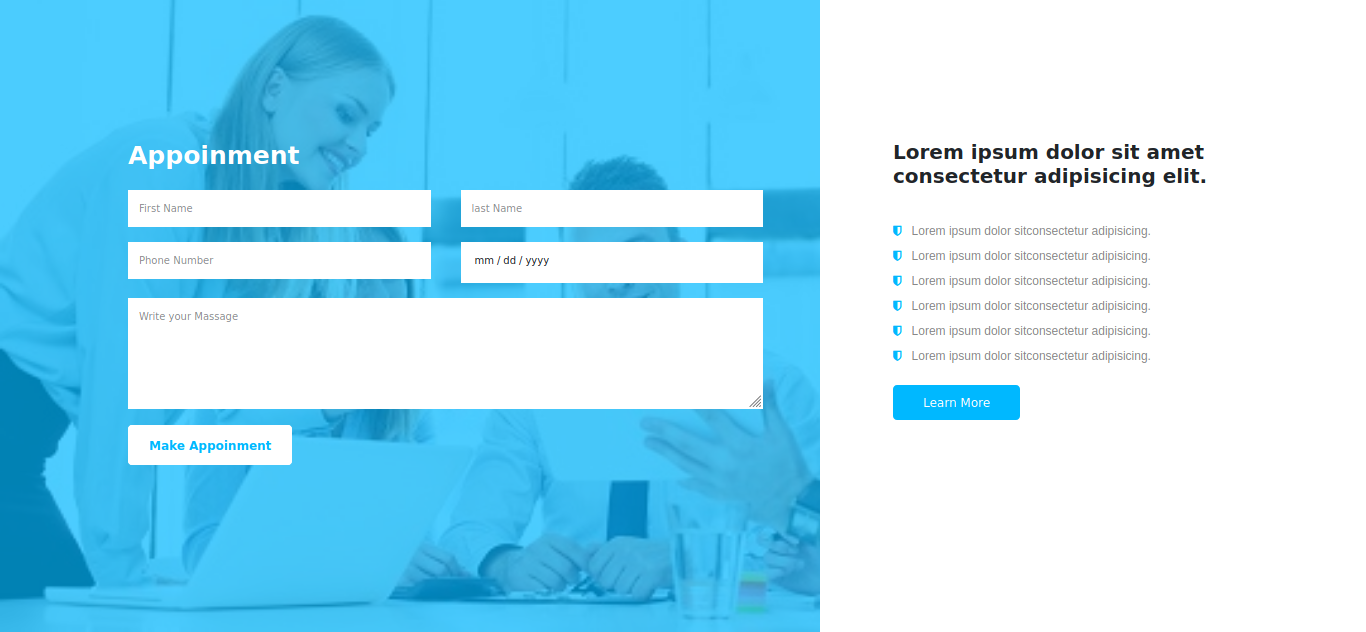 Appoinment
First Name
last Name
Phone Number
mm / dd / yyyy
Write your Massage
Make Appoinment
Lorem ipsum dolor sit amet
consectetur adipisicing elit.
Lorem ipsum dolor sitconsectetur adipisicing.
Lorem ipsum dolor sitconsectetur adipisicing.
Lorem ipsum dolor sitconsectetur adipisicing.
Lorem ipsum dolor sitconsectetur adipisicing.
Lorem ipsum dolor sitconsectetur adipisicing.
Lorem ipsum dolor sitconsectetur adipisicing.
Learn More